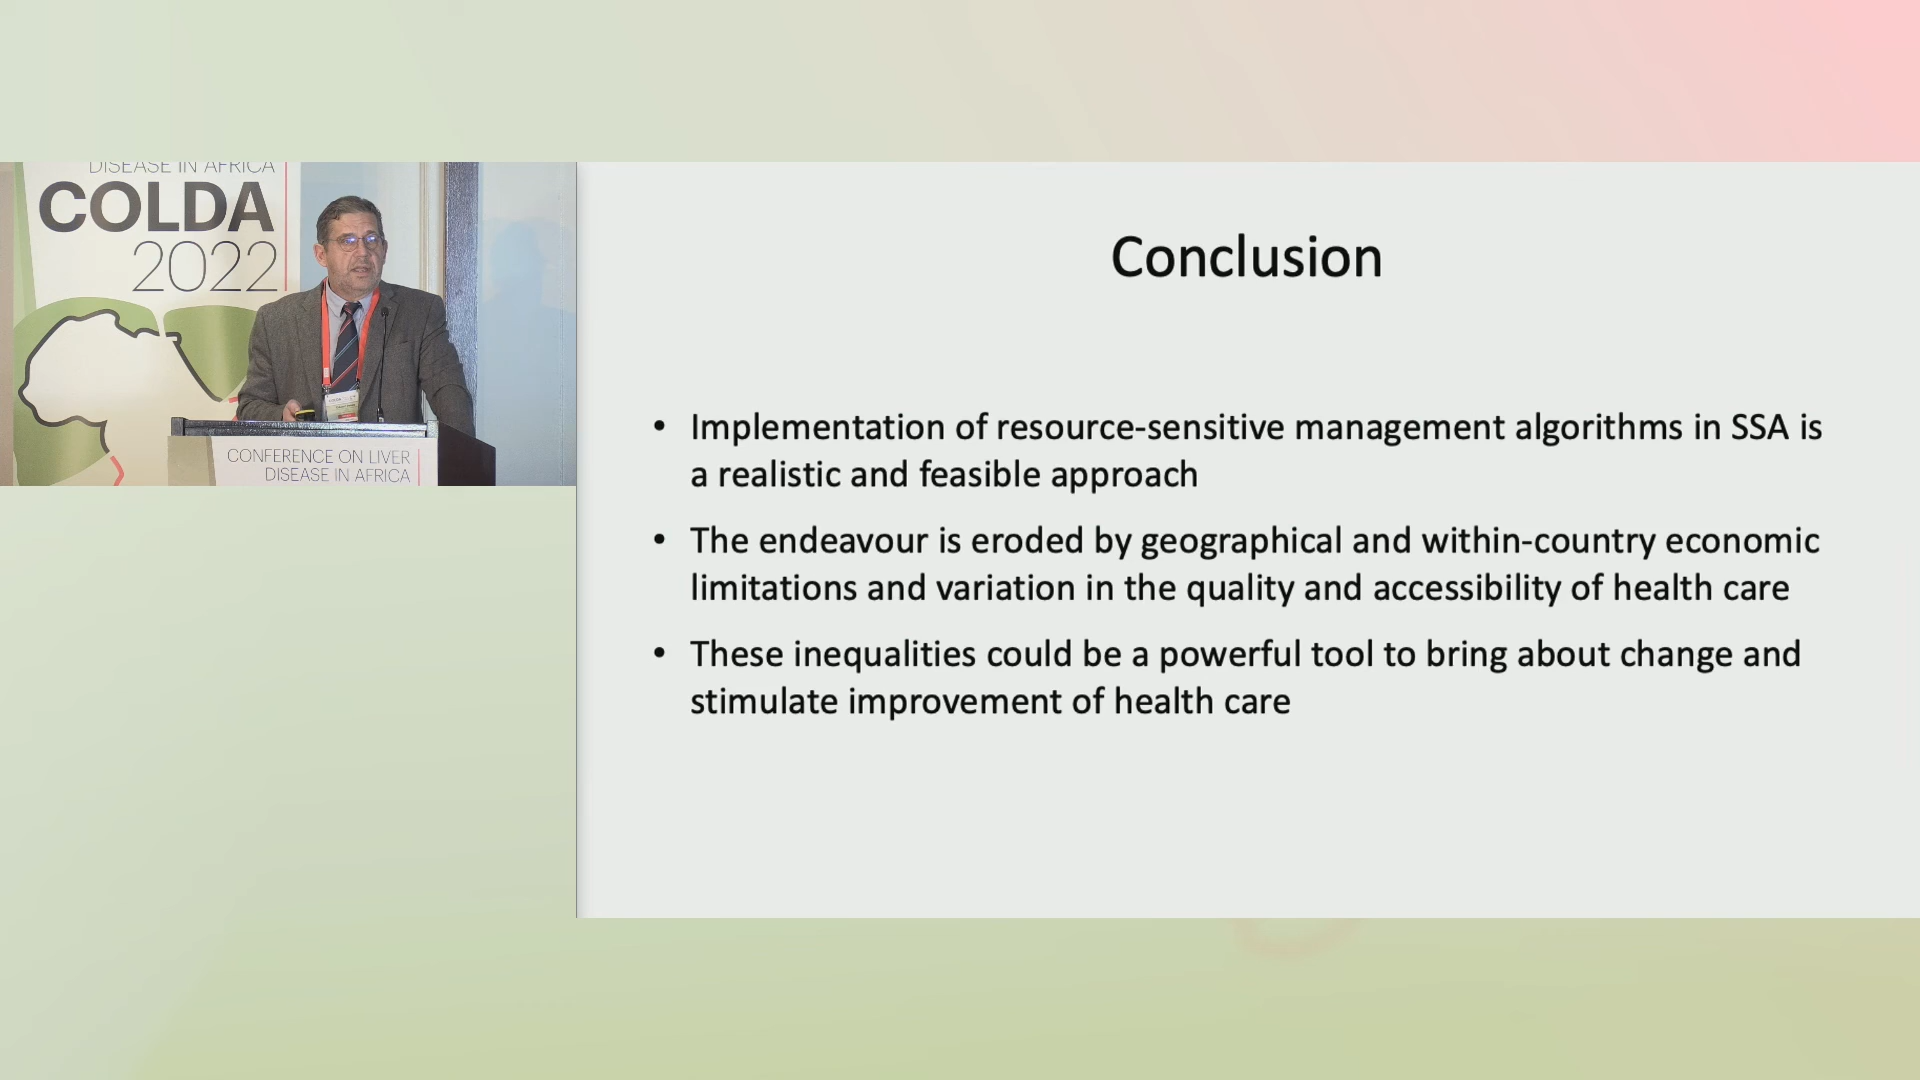 DISEASE IN AFRICA
COLDA
2022
CONFERENCE ON LIVER
DISEASE IN AFRICA
Conclusion
• Implementation of resource-sensitive management algorithms in SSA is
a realistic and feasible approach
• The endeavour is eroded by geographical and within-country economic
limitations and variation in the quality and accessibility of health care
• These inequalities could be a powerful tool to bring about change and
stimulate improvement of health care